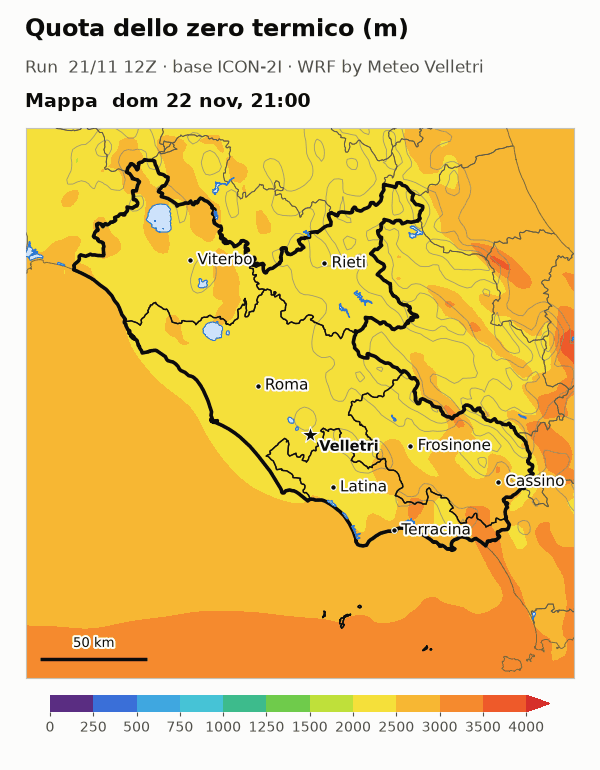 Quota dello zero termico (m)
Run 21/11 12Z · base ICON-2I · WRF by Meteo Velletri
Mappa dom 22 nov, 21:00
Viterbo
Rieti
Roma
Velletri
Frosinone
Cassino
Latina
Terracina
50 km
0 250 500 750 1000 1250 1500 2000 2500 3000 3500 4000